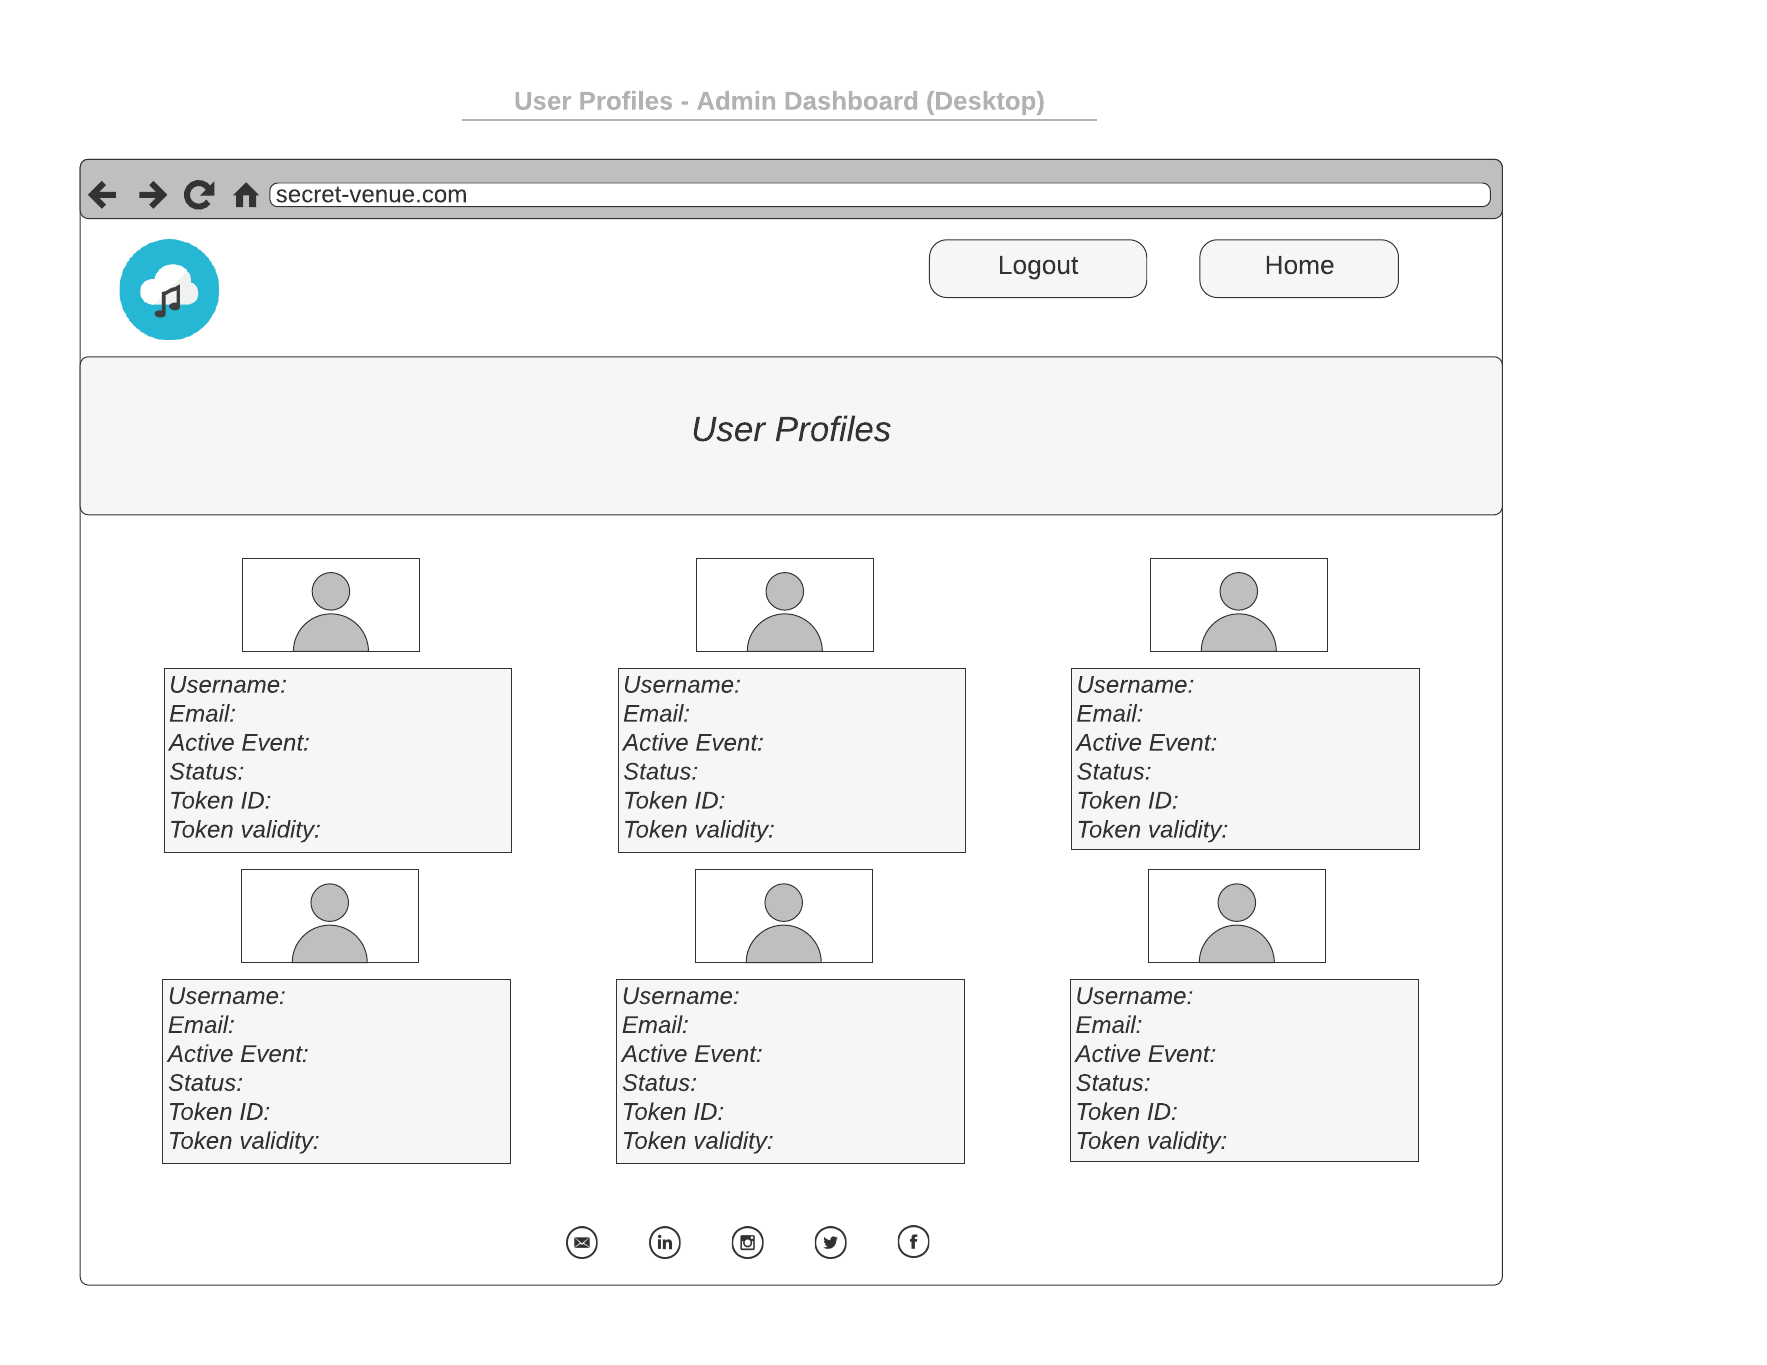 User Profiles - Admin Dashboard (Desktop)
secret-venue.com
Logout
Home
User Profiles
Username:
Email:
Active Event:
Status:
Token ID:
Token validity:
Username:
Email:
Active Event:
Status:
Token ID:
Token validity:
Username:
Email:
Active Event:
Status:
Token ID:
Token validity:
Username:
Email:
Active Event:
Status:
Token ID:
Token validity:
Username:
Email:
Active Event:
Status:
Token ID:
Token validity:
Username:
Email:
Active Event:
Status:
Token ID:
Token validity: